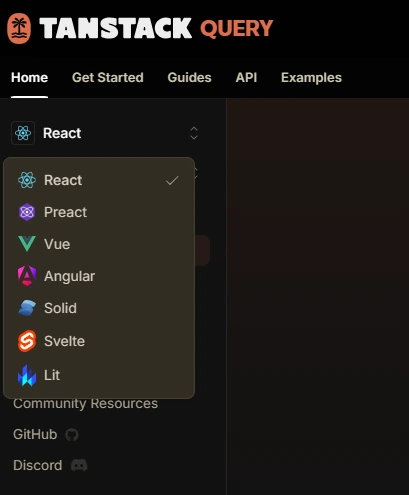 TANSTACK QUERY
Home Get Started Guides API Examples
React
React
Preact
Vue
Angular
Solid
Svelte
Lit
Community Resources
GitHub
Discord